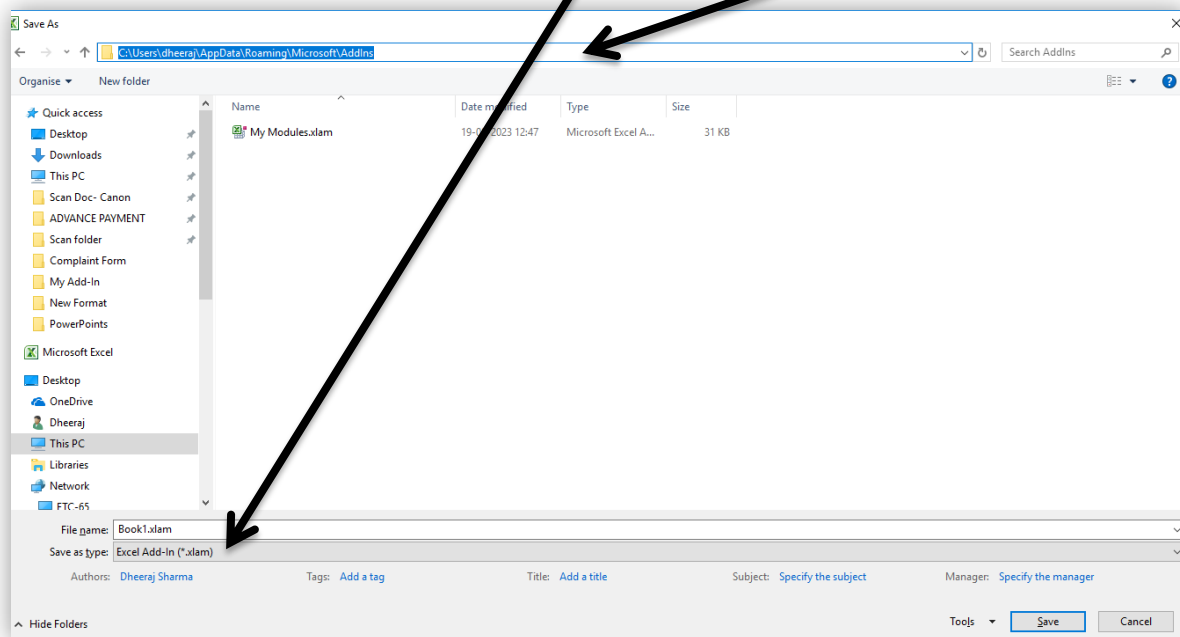 Save As
C:\Users\dheeraj\AppData\Roaming\Microsoft\AddIns
Search AddIns
Organise
New folder
Name
Date modified
Type
Size
My Modules.xlam
2023 12:47
Microsoft Excel A...
31 KB
Quick access
Desktop
Downloads
This PC
Scan Doc- Canon
ADVANCE PAYMENT
Scan folder
Complaint Form
My Add-In
New Format
PowerPoints
Microsoft Excel
Desktop
OneDrive
Dheeraj
This PC
Libraries
Network
File name: Book1.xlam
Save as type: Excel Add-In (*.xlam)
Authors: Dheeraj Sharma
Tags: Add a tag
Title: Add a title
Subject: Specify the subject
Manager: Specify the manager
Hide Folders
Tools
Save
Cancel